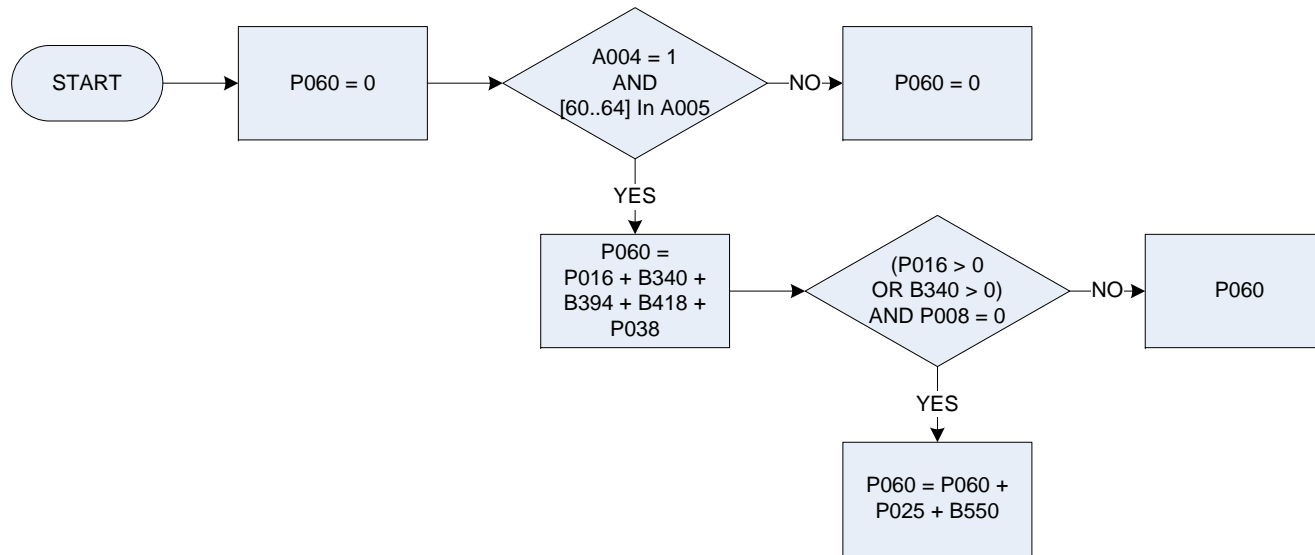 START
P060 = 0
A004 = 1
AND
[60..64] In A005
NO
P060 = 0
YES
P060 =
P016 + B340 +
B394 + B418 +
P038
(P016 > 0
OR B340 > 0)
AND P008 = 0
NO
P060
YES
P060 = P060 +
P025 + B550